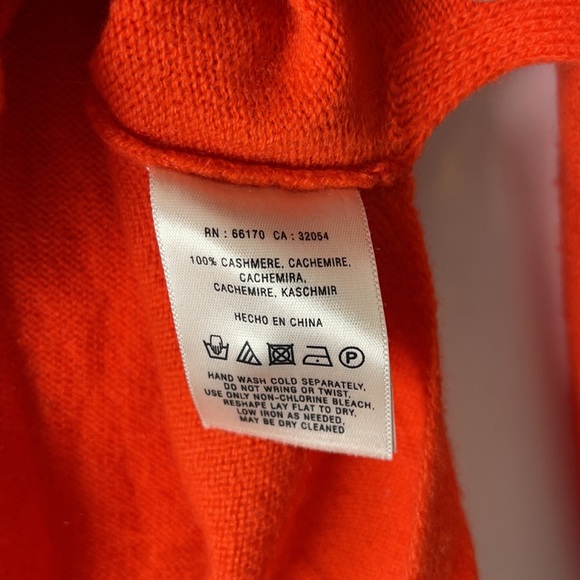 RN : 66170 CA : 32054
100% CASHMERE, CACHEMIRE,
CACHEMIRA,
CACHEMIRE, KASCHMIR
HECHO EN CHINA
P
HAND WASH COLD SEPARATELY,
DO NOT WRING OR TWIST,
USE ONLY NON-CHLORINE BLEACH,
RESHAPE LAY FLAT TO DRY,
LOW IRON AS NEEDED,
MAY BE DRY CLEANED